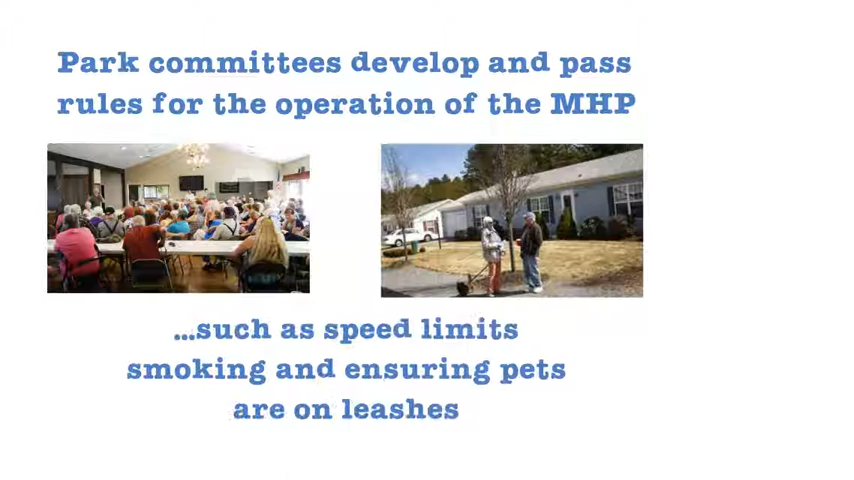 Park committees develop and pass
rules for the operation of the MHP
...such as speed limits
smoking and ensuring pets
are on leashes